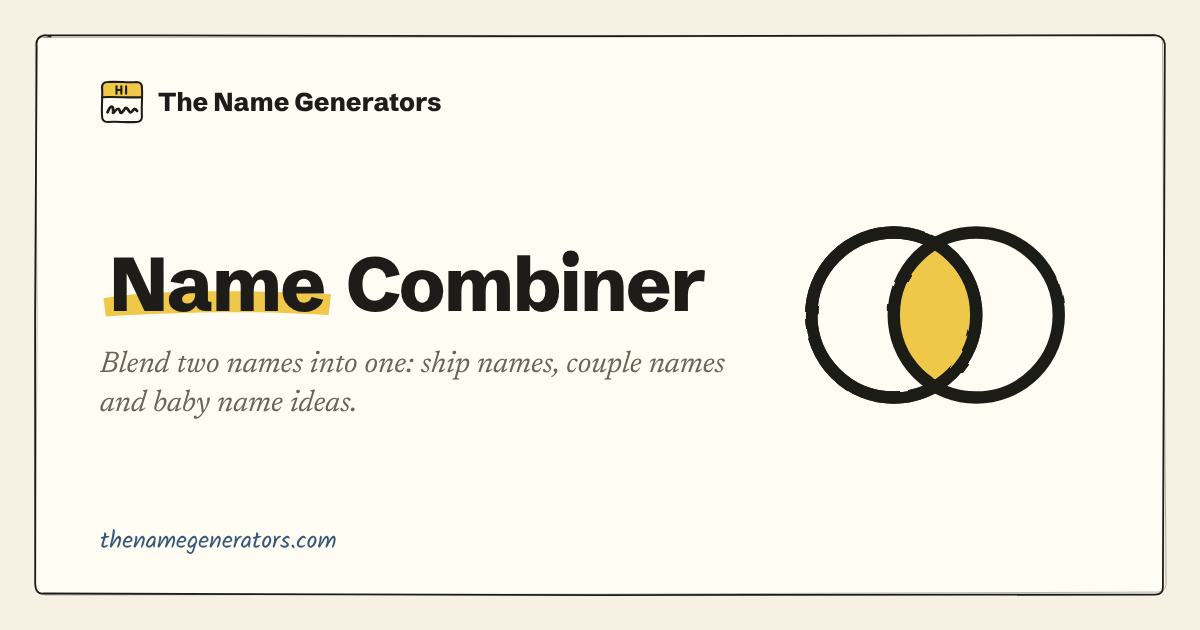 HI
The Name Generators
Name Combiner
Blend two names into one: ship names, couple names
and baby name ideas.
thenamegenerators.com